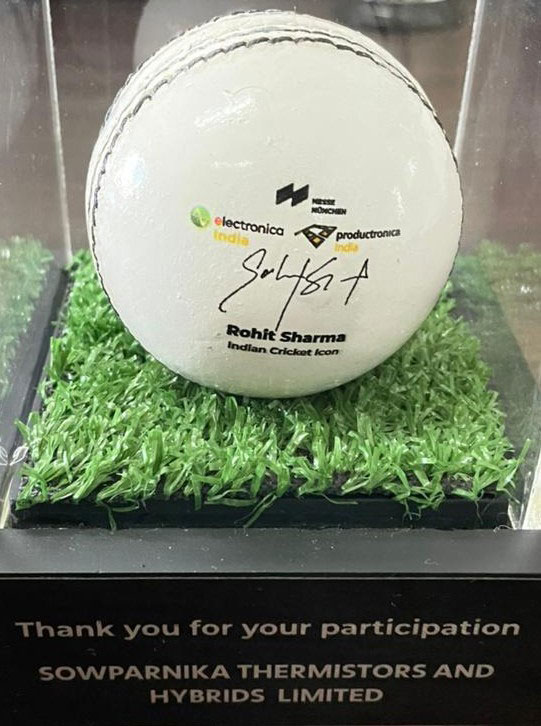 MESSE
MÜNCHEN
electronica
India
productronica
India
Rohit Sharma
Indian Cricket Icon
Thank you for your participation
SOWPARNIKA THERMISTORS AND
HYBRIDS LIMITED